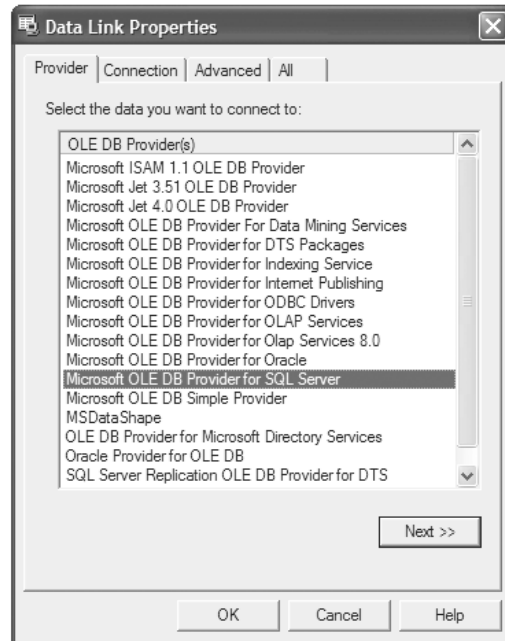 Data Link Properties
Provider Connection Advanced All
Select the data you want to connect to:
OLE DB Provider(s)
Microsoft ISAM 1.1 OLE DB Provider
Microsoft Jet 3.51 OLE DB Provider
Microsoft Jet 4.0 OLE DB Provider
Microsoft OLE DB Provider For Data Mining Services
Microsoft OLE DB Provider for DTS Packages
Microsoft OLE DB Provider for Indexing Service
Microsoft OLE DB Provider for Internet Publishing
Microsoft OLE DB Provider for ODBC Drivers
Microsoft OLE DB Provider for OLAP Services
Microsoft OLE DB Provider for Olap Services 8.0
Microsoft OLE DB Provider for Oracle
Microsoft OLE DB Provider for SQL Server
Microsoft OLE DB Simple Provider
MSDataShape
OLE DB Provider for Microsoft Directory Services
Oracle Provider for OLE DB
SQL Server Replication OLE DB Provider for DTS
Next >>
OK Cancel Help